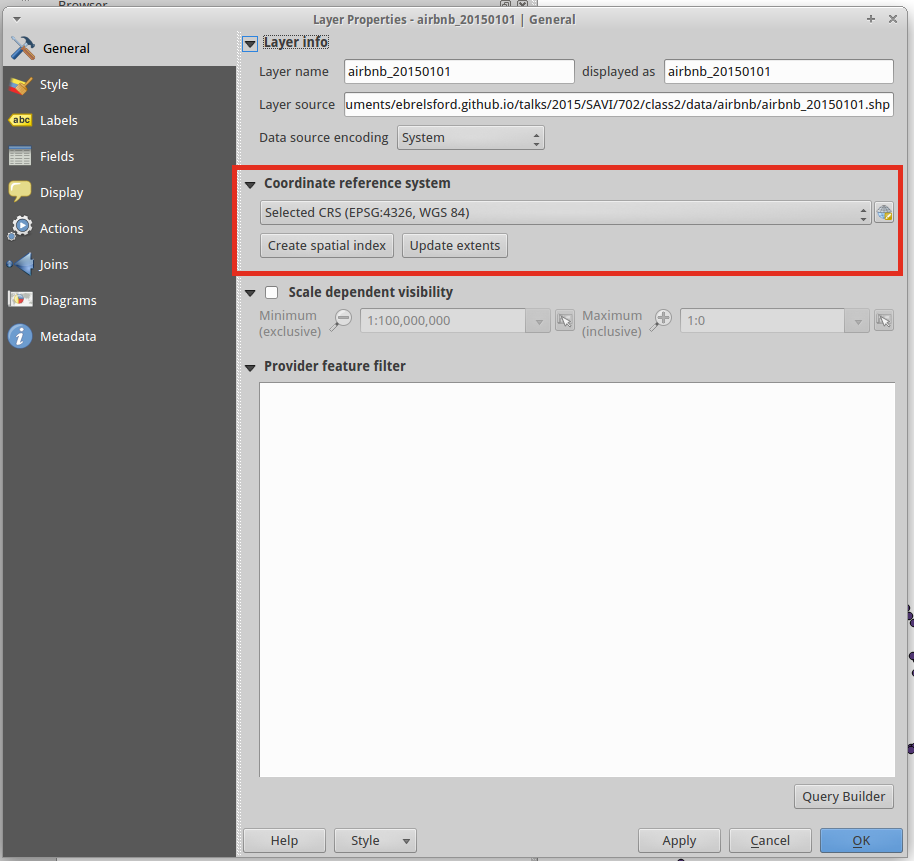 Browser
Layer Properties - airbnb_20150101 | General
General
Style
Labels
Fields
Display
Actions
Joins
Diagrams
Metadata
Layer info
Layer name airbnb_20150101 displayed as airbnb_20150101
Layer source uments/ebrelsford.github.io/talks/2015/SAVI/702/class2/data/airbnb/airbnb_20150101.shp
Data source encoding System
Coordinate reference system
Selected CRS (EPSG:4326, WGS 84)
Create spatial index Update extents
Scale dependent visibility
Minimum (exclusive) 1:100,000,000 Maximum (inclusive) 1:0
Provider feature filter
Query Builder
Help Style Apply Cancel OK